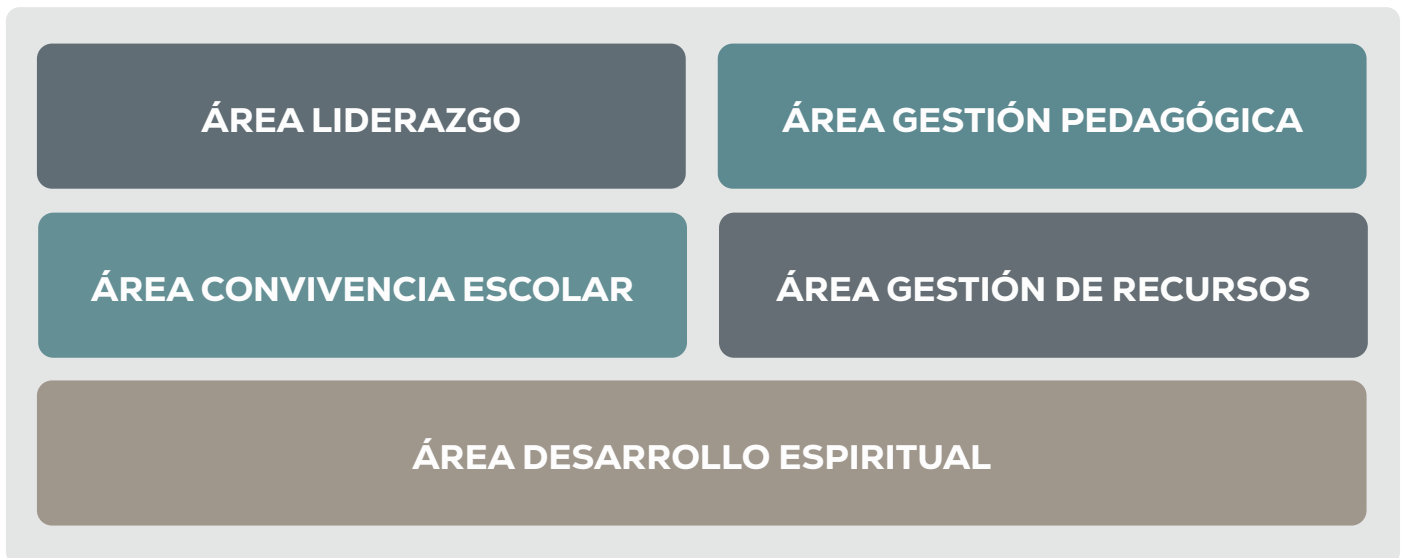 ÁREA LIDERAZGO
ÁREA GESTIÓN PEDAGÓGICA
ÁREA CONVIVENCIA ESCOLAR
ÁREA GESTIÓN DE RECURSOS
ÁREA DESARROLLO ESPIRITUAL